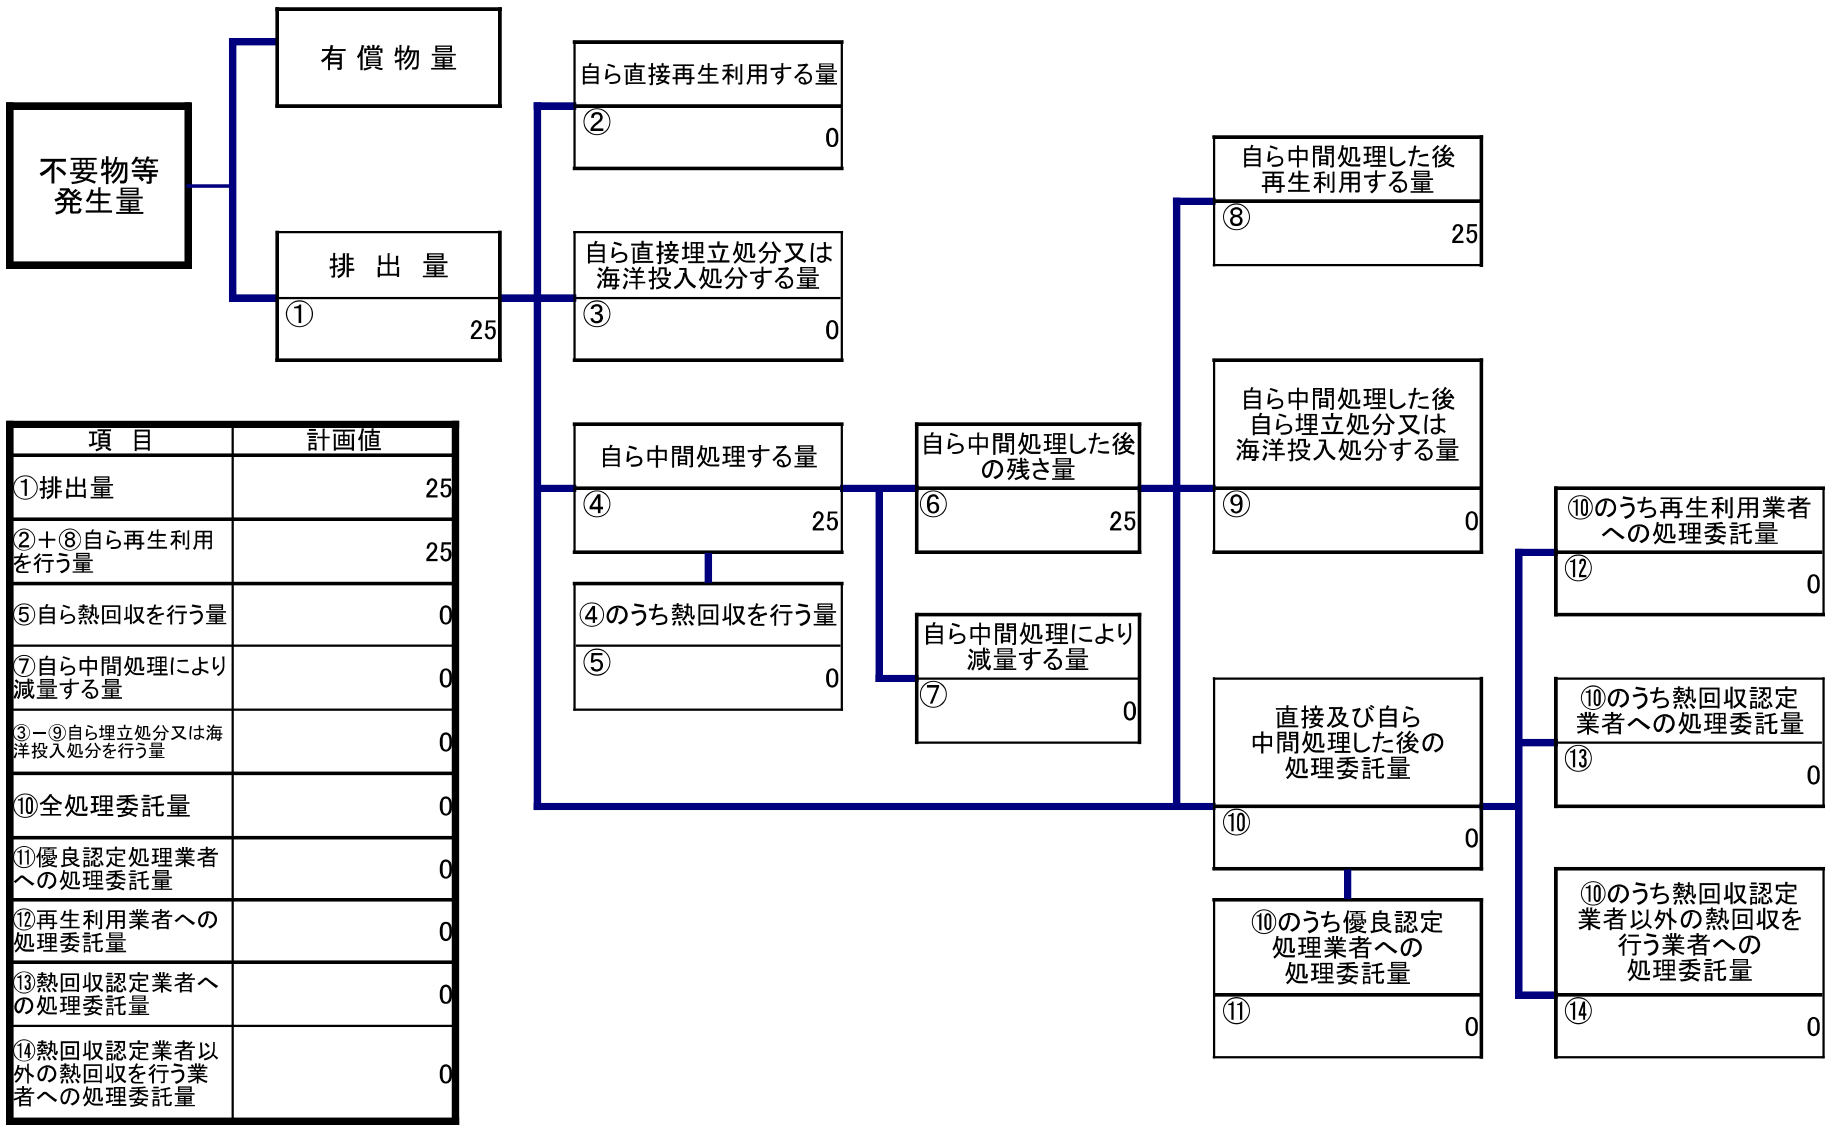 有償物量
不要物等
発生量
排出量
①
25
自ら直接再生利用する量
②
0
自ら直接埋立処分又は
海洋投入処分する量
③
0
自ら中間処理する量
④
25
④のうち熱回収を行う量
⑤
0
自ら中間処理した後
の残さ量
⑥
25
自ら中間処理により
減量する量
⑦
0
自ら中間処理した後
再生利用する量
⑧
25
自ら中間処理した後
自ら埋立処分又は
海洋投入処分する量
⑨
0
直接及び自ら
中間処理した後の
処理委託量
⑩
0
⑩のうち優良認定
処理業者への
処理委託量
⑪
0
⑩のうち再生利用業者
への処理委託量
⑫
0
⑩のうち熱回収認定
業者への処理委託量
⑬
0
⑩のうち熱回収認定
業者以外の熱回収を
行う業者への
処理委託量
⑭
0
項 目 計画値
①排出量 25
②+⑧自ら再生利用
を行う量 25
⑤自ら熱回収を行う量 0
⑦自ら中間処理により
減量する量 0
③-⑨自ら埋立処分又は海
洋投入処分を行う量 0
⑩全処理委託量 0
⑪優良認定処理業者
への処理委託量 0
⑫再生利用業者への
処理委託量 0
⑬熱回収認定業者へ
の処理委託量 0
⑭熱回収認定業者以
外の熱回収を行う業
者への処理委託量 0